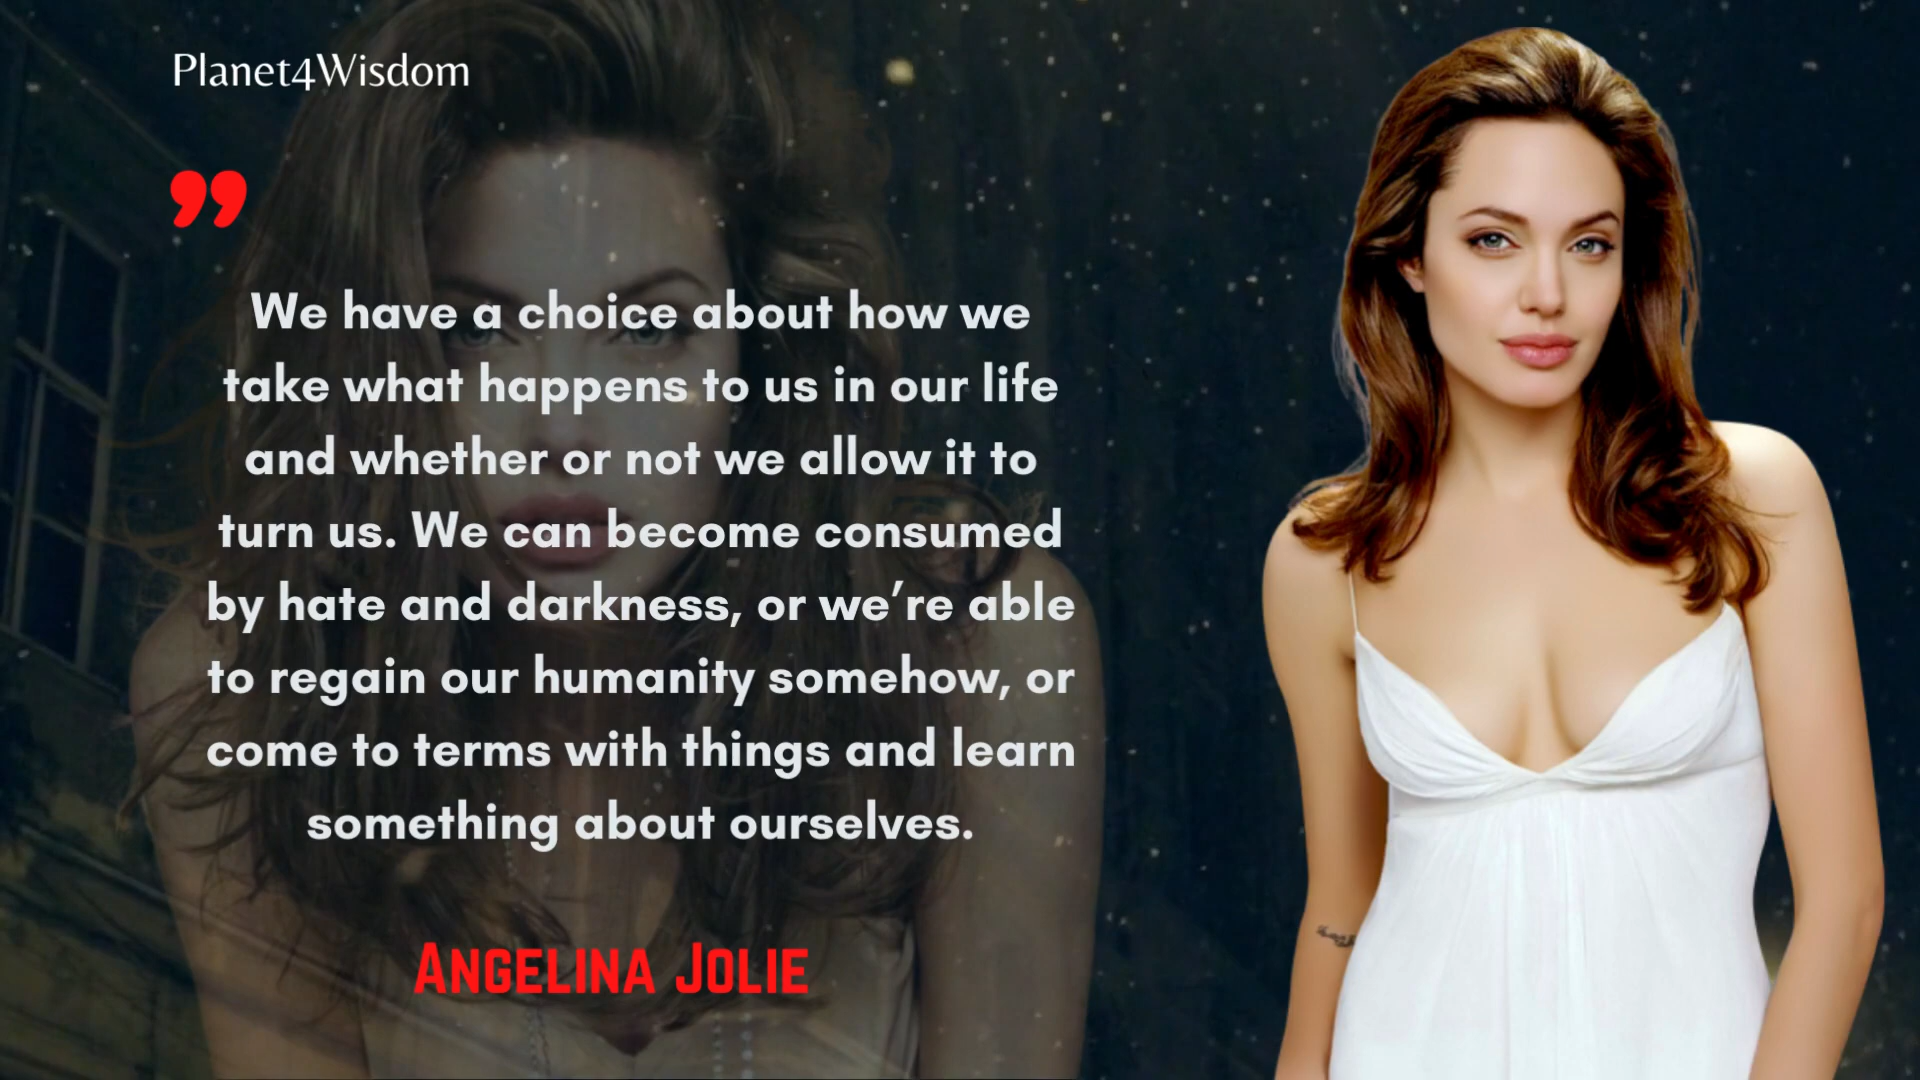 Planet4Wisdom
”
We have a choice about how we
take what happens to us in our life
and whether or not we allow it to
turn us. We can become consumed
by hate and darkness, or we’re able
to regain our humanity somehow, or
come to terms with things and learn
something about ourselves.
Angelina Jolie